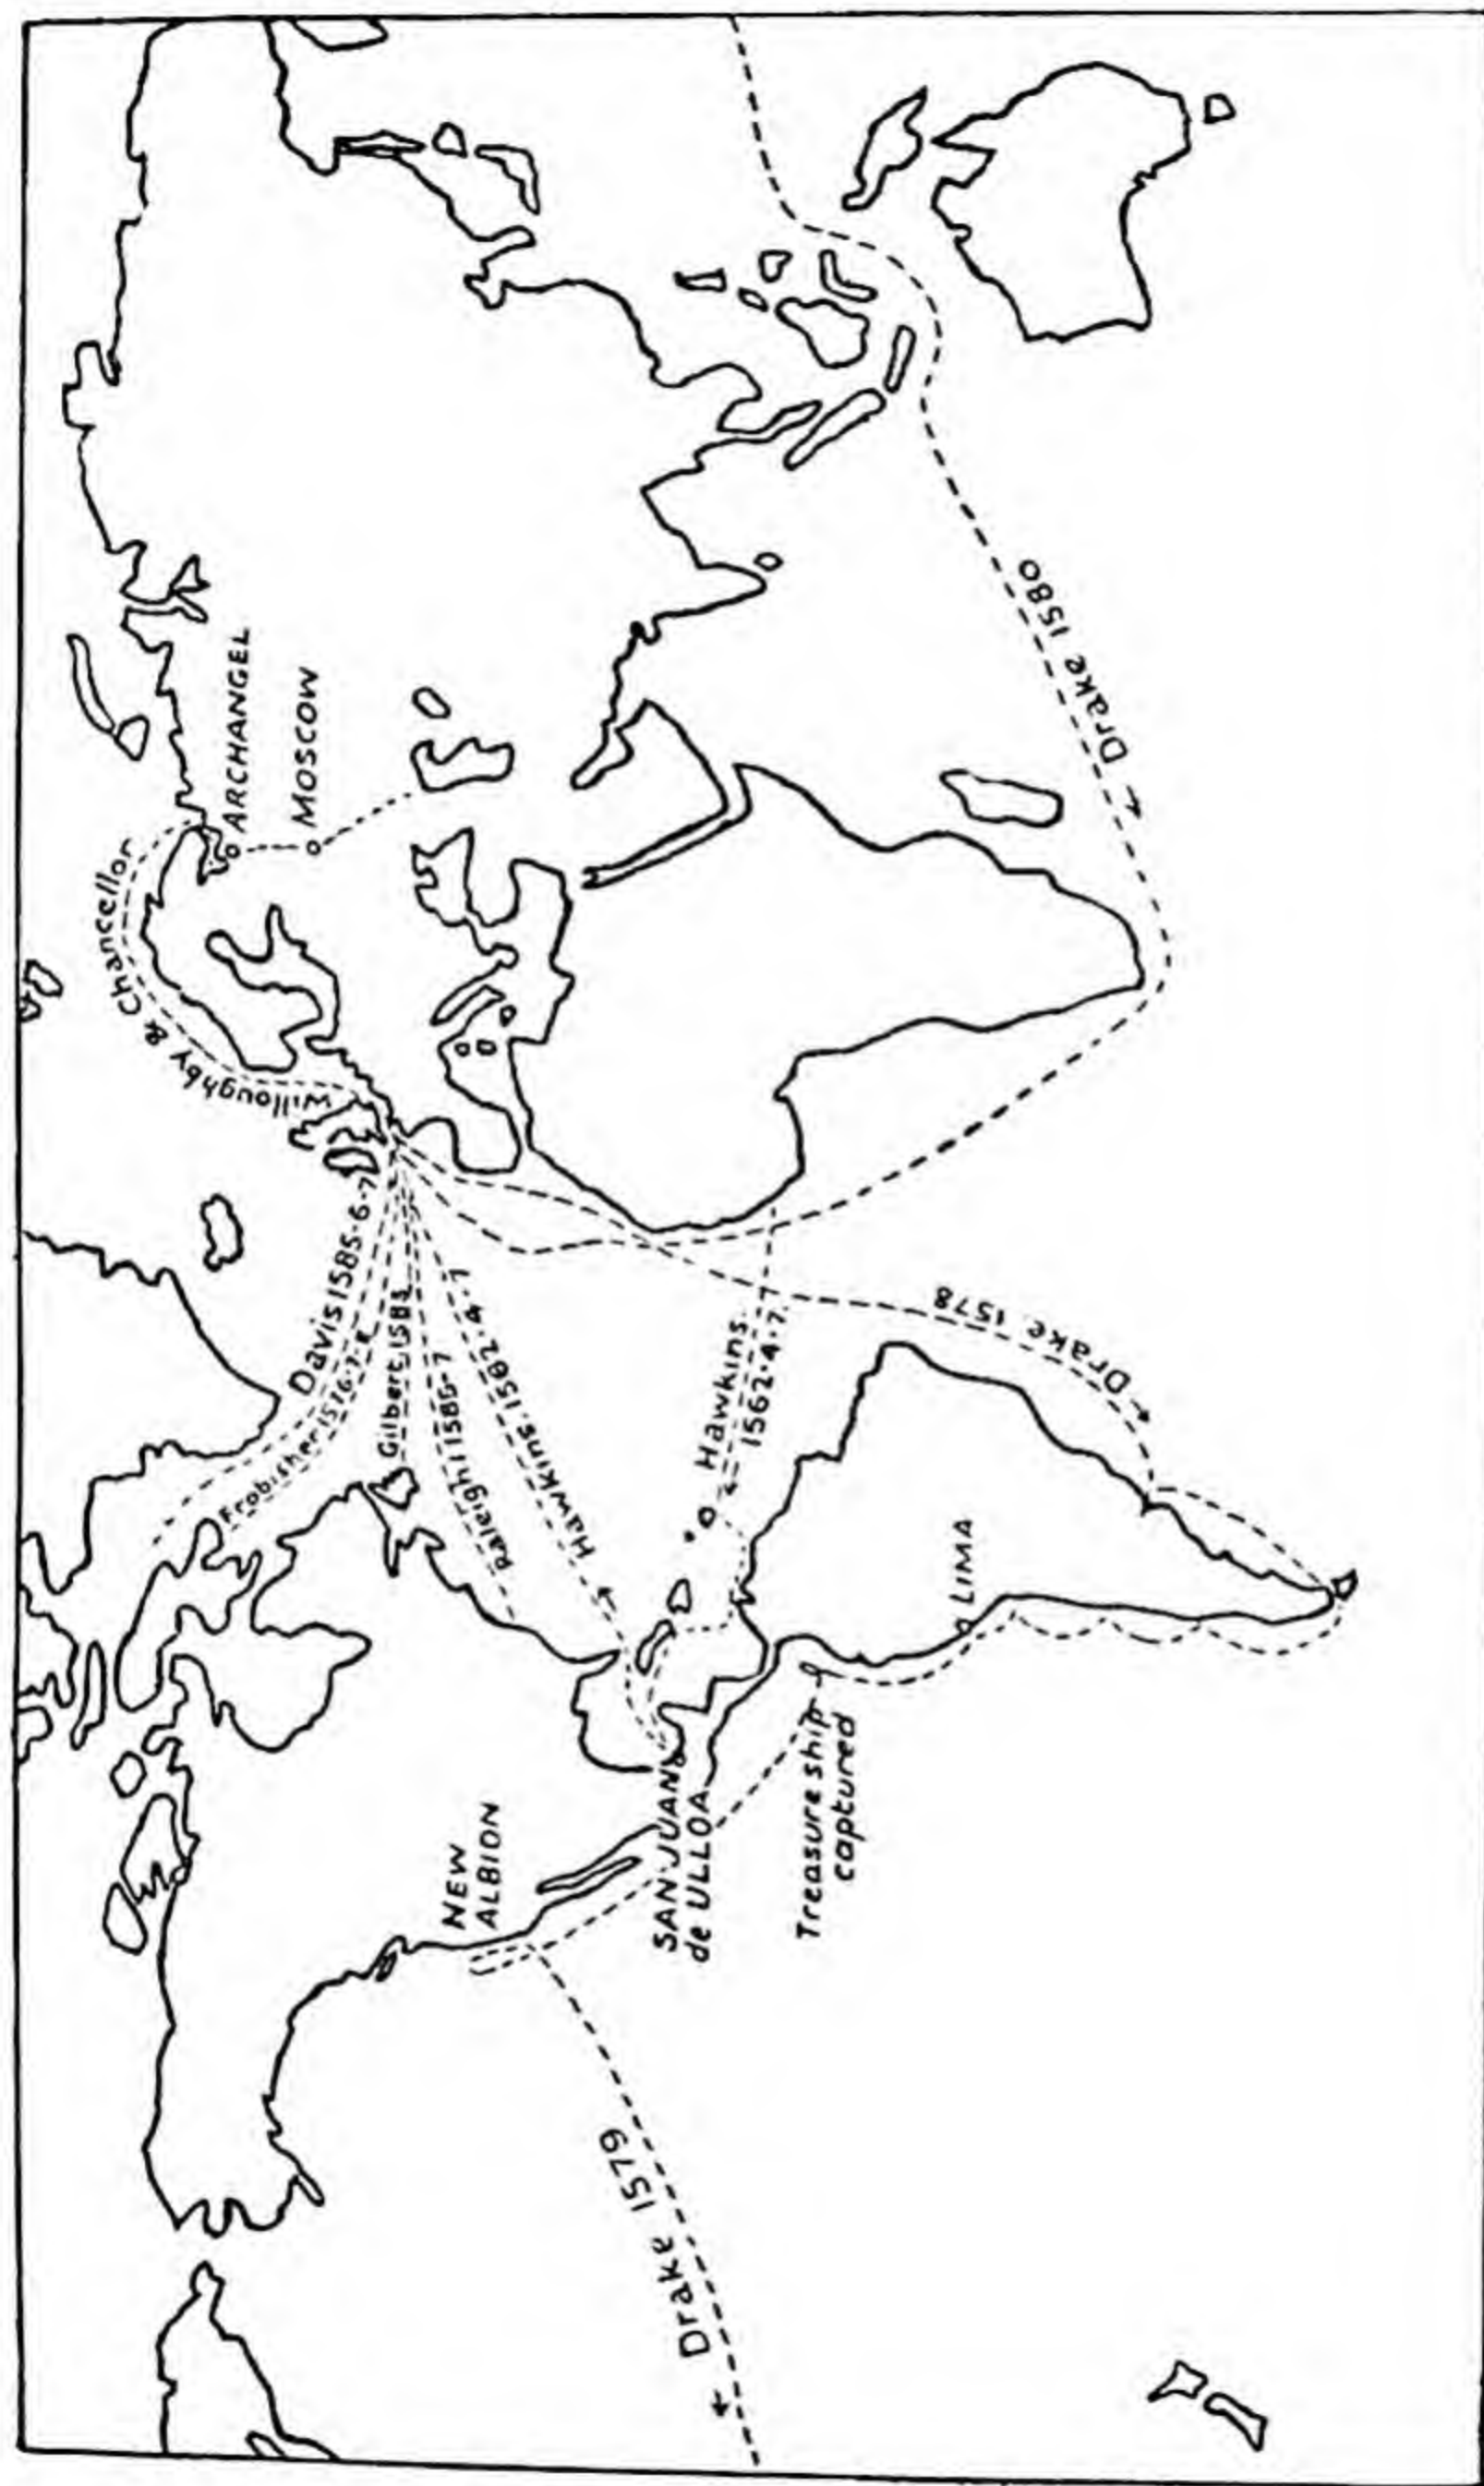 Willoughby & Chancellor
ARCHANGEL
MOSCOW
Davis 1585·6·7
Frobisher 1576·7·8
Gilbert 1583
Raleigh 1585-7
Hawkins 1562·4·7
NEW
ALBION
SAN JUAN
de ULLOA
Hawkins
1562·4·7
Treasure ship
captured
LIMA
Drake 1579
Drake 1578
Drake 1580